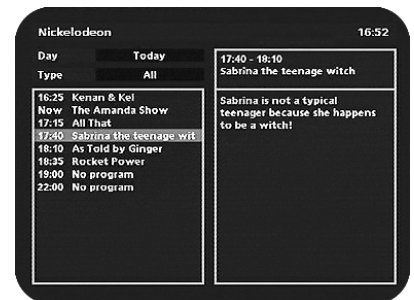 Nickelodeon 16:52
Day Today
Type All
16:25 Kenan & Kel
Now The Amanda Show
17:15 All That
17:40 Sabrina the teenage wit
18:10 As Told by Ginger
18:35 Rocket Power
19:00 No program
22:00 No program
17:40 - 18:10
Sabrina the teenage witch
Sabrina is not a typical
teenager because she happens
to be a witch!